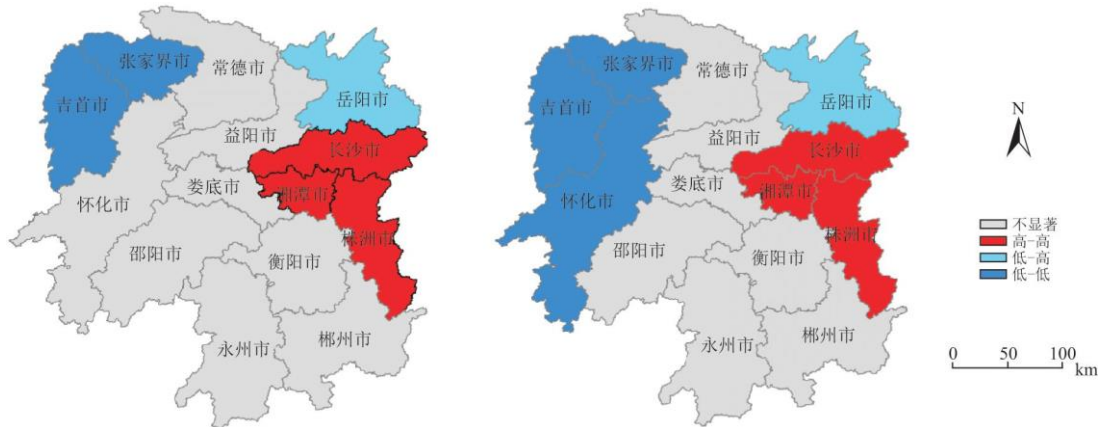 张家界市
常德市
岳阳市
吉首市
益阳市
长沙市
娄底市
湘潭市
怀化市
株洲市
邵阳市
衡阳市
永州市
郴州市
张家界市
常德市
岳阳市
吉首市
益阳市
长沙市
娄底市
湘潭市
怀化市
株洲市
邵阳市
衡阳市
永州市
郴州市
N
不显著
高-高
低-高
低-低
0 50 100
km